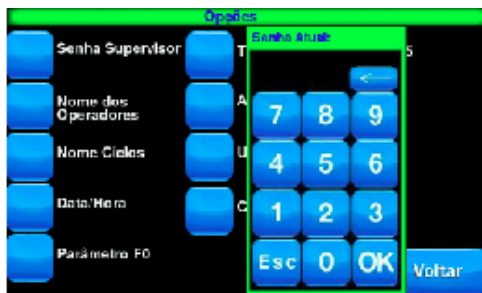 Opções
Senha Supervisor
T
5
Nome dos
Operadores
A
Nome Ciclos
U
Data/Hora
C
Parâmetro F0
Senha Atual:
<--
7 8 9
4 5 6
1 2 3
Esc 0 OK
Voltar